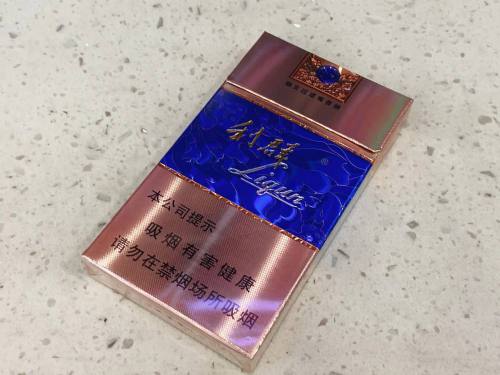 利群
Liqun
本公司提示
吸烟有害健康
请勿在禁烟场所吸烟